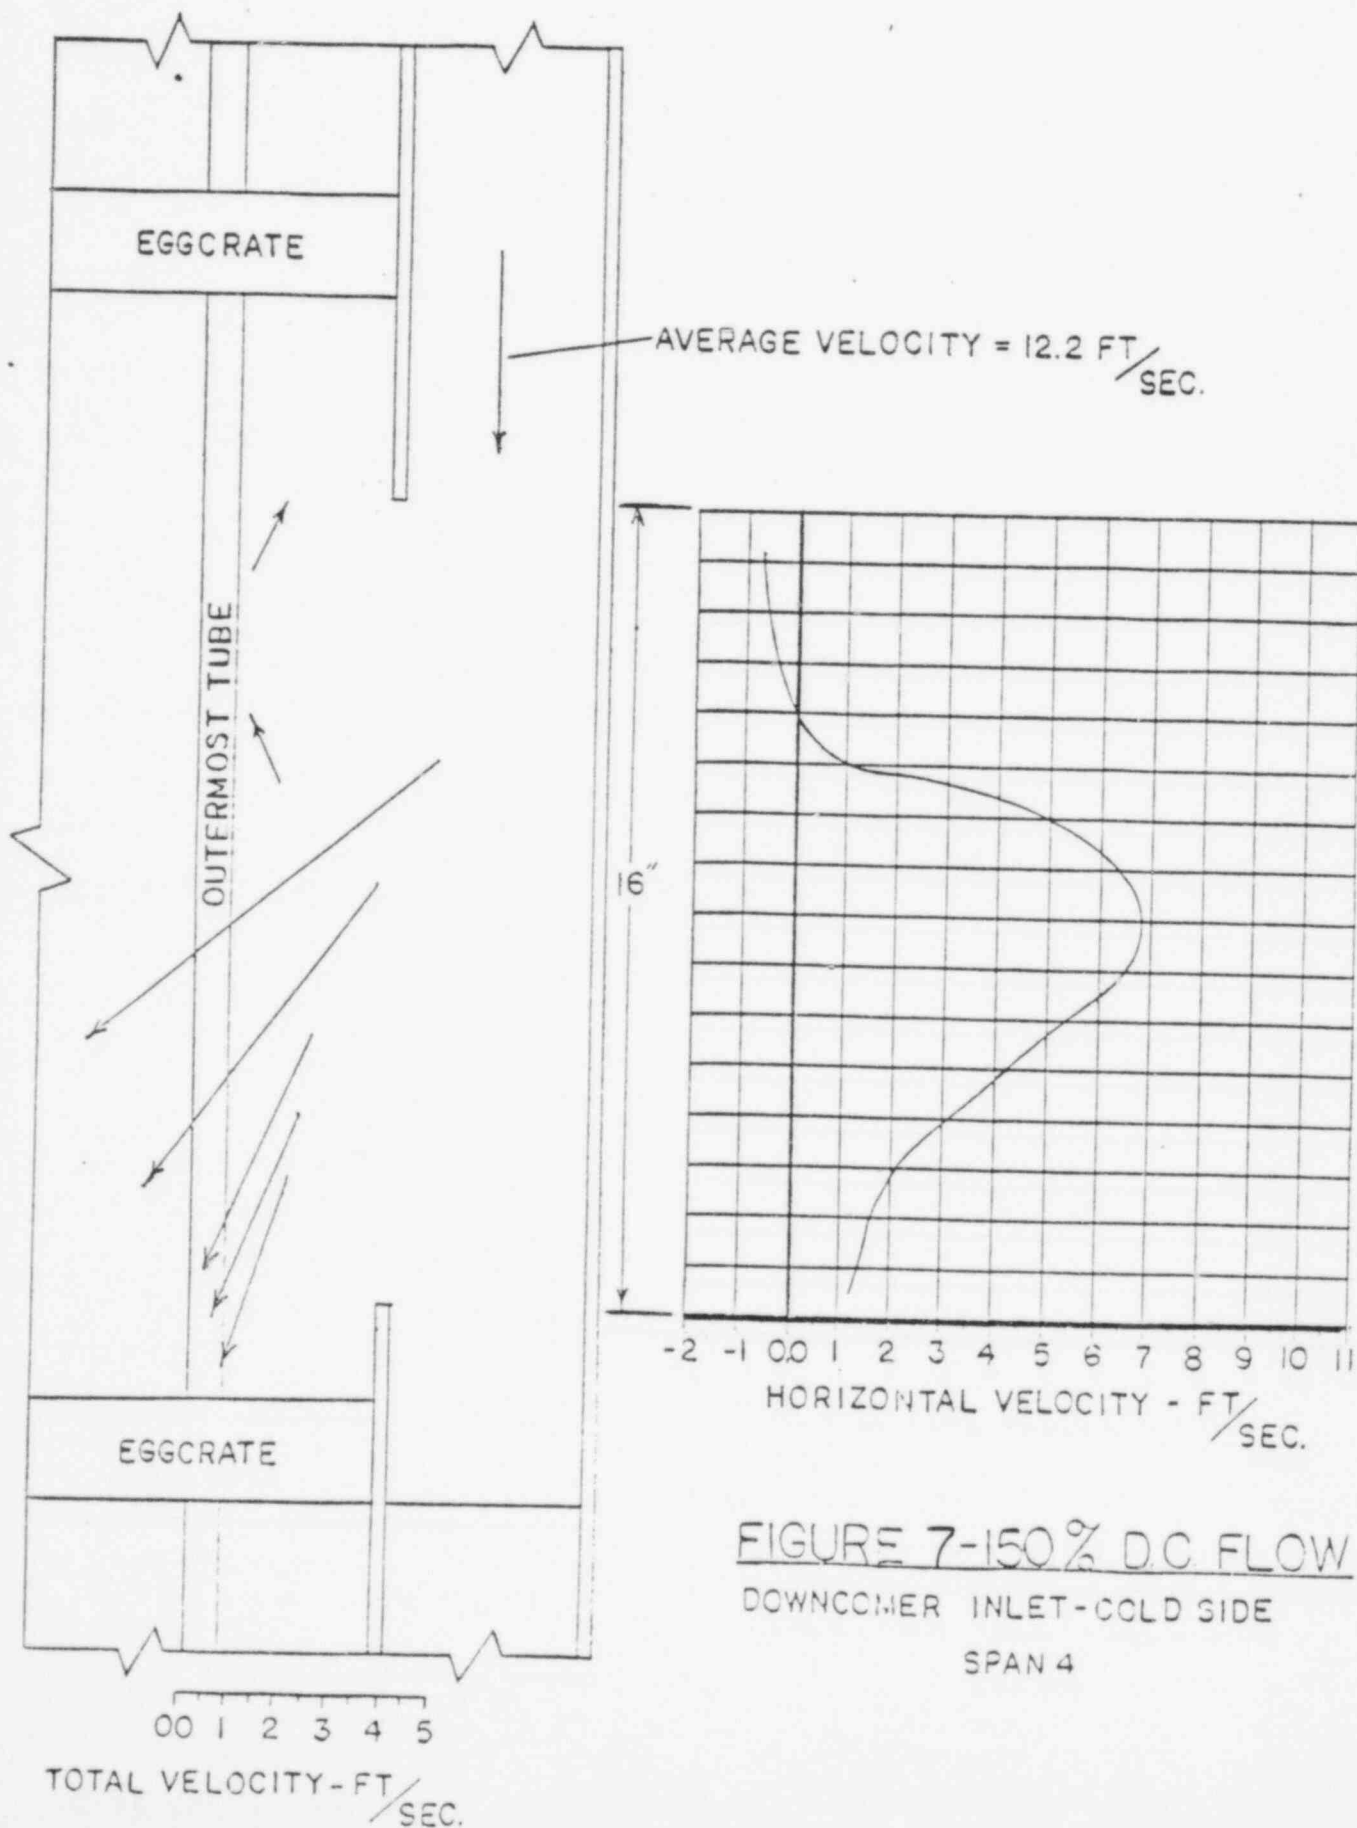 EGGCRATE
AVERAGE VELOCITY = 12.2 FT/SEC.
OUTERMOST TUBE
16"
-2 -1 0.0 1 2 3 4 5 6 7 8 9 10 11
HORIZONTAL VELOCITY - FT/SEC.
EGGCRATE
FIGURE 7-150% D.C. FLOW
DOWNCOMER INLET-COLD SIDE
SPAN 4
0.0 1 2 3 4 5
TOTAL VELOCITY-FT/SEC.